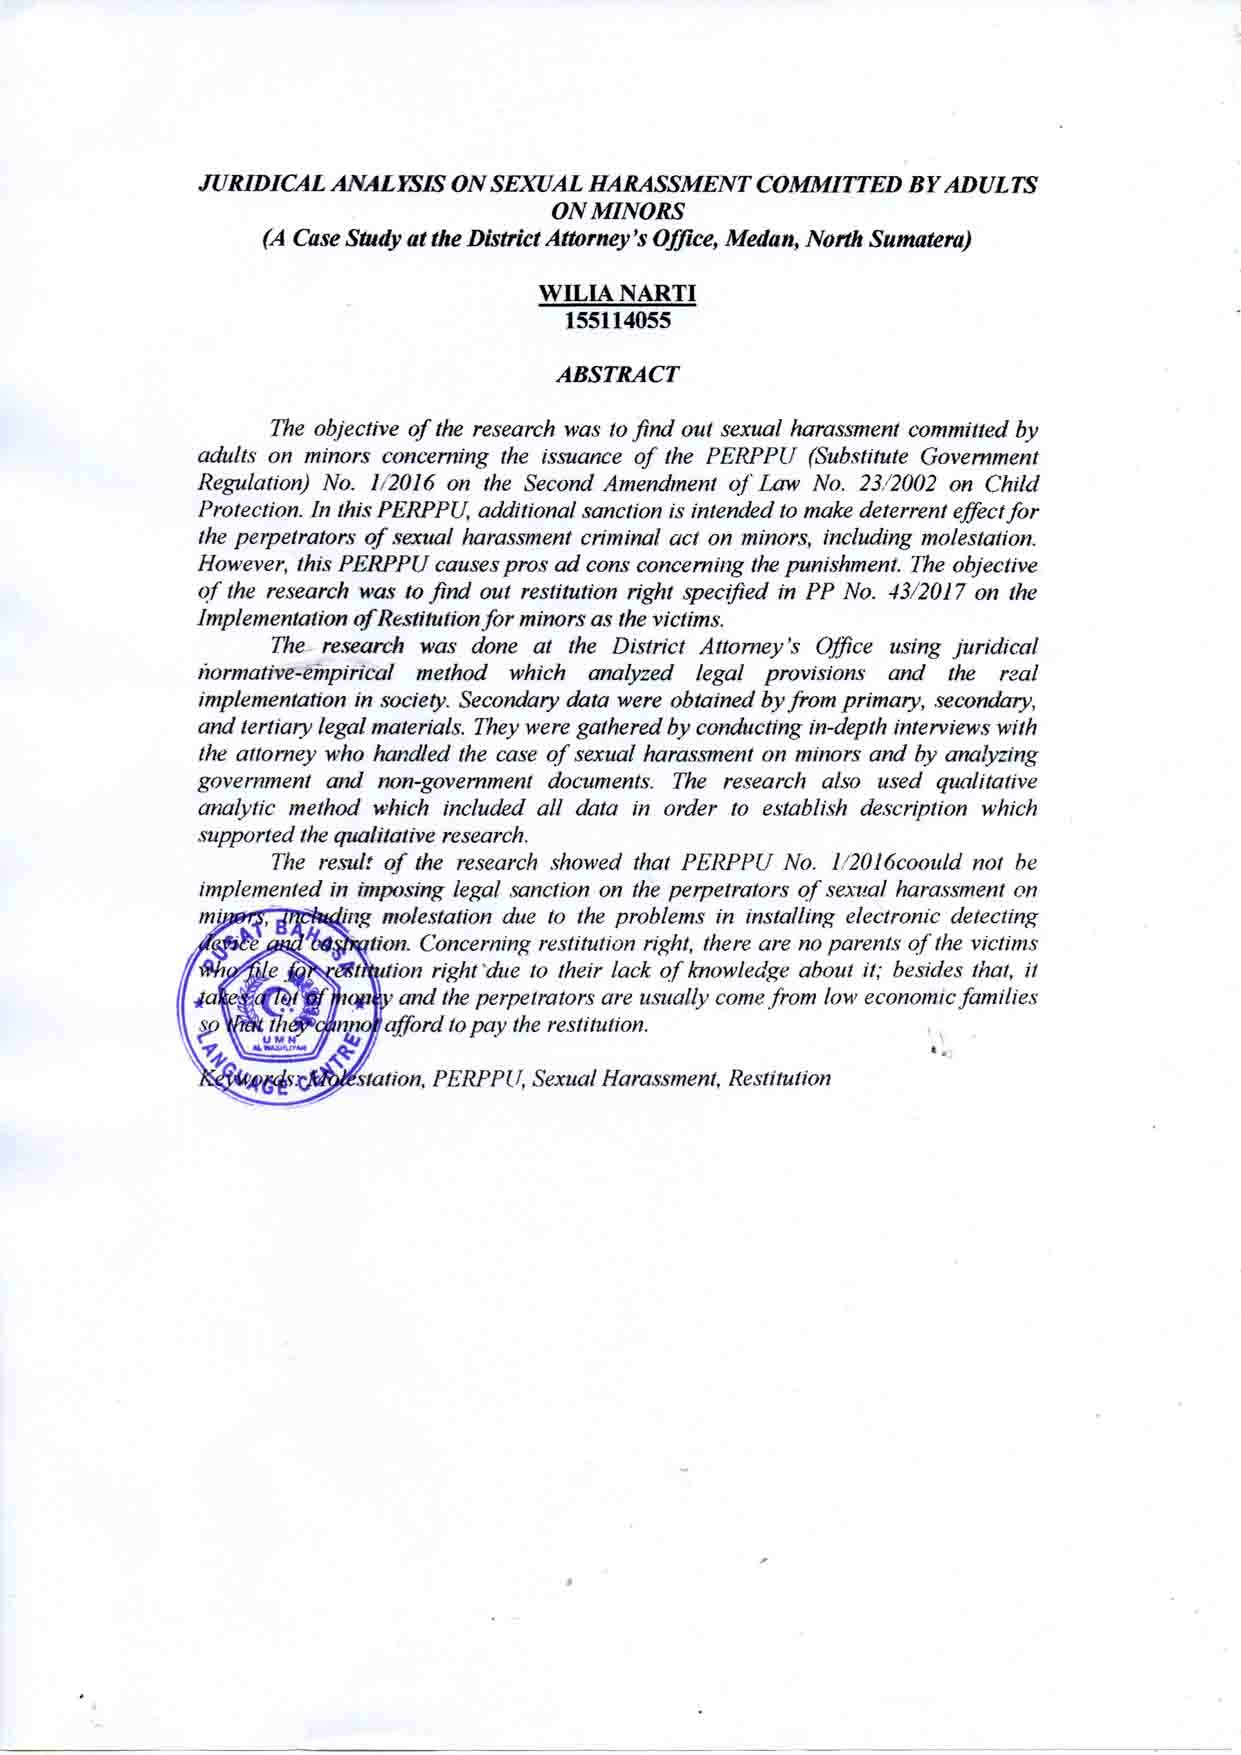 JURIDICAL ANALYSIS ON SEXUAL HARASSMENT COMMITTED BY ADULTS
ON MINORS
(A Case Study at the District Attorney's Office, Medan, North Sumatera)
WILIA NARTI
155114055
ABSTRACT
The objective of the research was to find out sexual harassment committed by
adults on minors concerning the issuance of the PERPPU (Substitute Government
Regulation) No. 1/2016 on the Second Amendment of Law No. 23/2002 on Child
Protection. In this PERPPU, additional sanction is intended to make deterrent effect for
the perpetrators of sexual harassment criminal act on minors, including molestation.
However, this PERPPU causes pros ad cons concerning the punishment. The objective
of the research was to find out restitution right specified in PP No. 43/2017 on the
Implementation of Restitution for minors as the victims.
The research was done at the District Attorney's Office using juridical
normative-empirical method which analyzed legal provisions and the real
implementation in society. Secondary data were obtained by from primary, secondary,
and tertiary legal materials. They were gathered by conducting in-depth interviews with
the attorney who handled the case of sexual harassment on minors and by analyzing
government and non-government documents. The research also used qualitative
analytic method which included all data in order to establish description which
supported the qualitative research.
The result of the research showed that PERPPU No. 1/2016coould not be
implemented in imposing legal sanction on the perpetrators of sexual harassment on
minors, including molestation due to the problems in installing electronic detecting
device and castration. Concerning restitution right, there are no parents of the victims
who file for restitution right due to their lack of knowledge about it; besides that, it
takes a lot of money and the perpetrators are usually come from low economic families
so that they cannot afford to pay the restitution.
Keywords: Molestation, PERPPU, Sexual Harassment, Restitution
PUSAT BAHASA
UMN
AL WASHLIYAH
LANGUAGE CENTRE